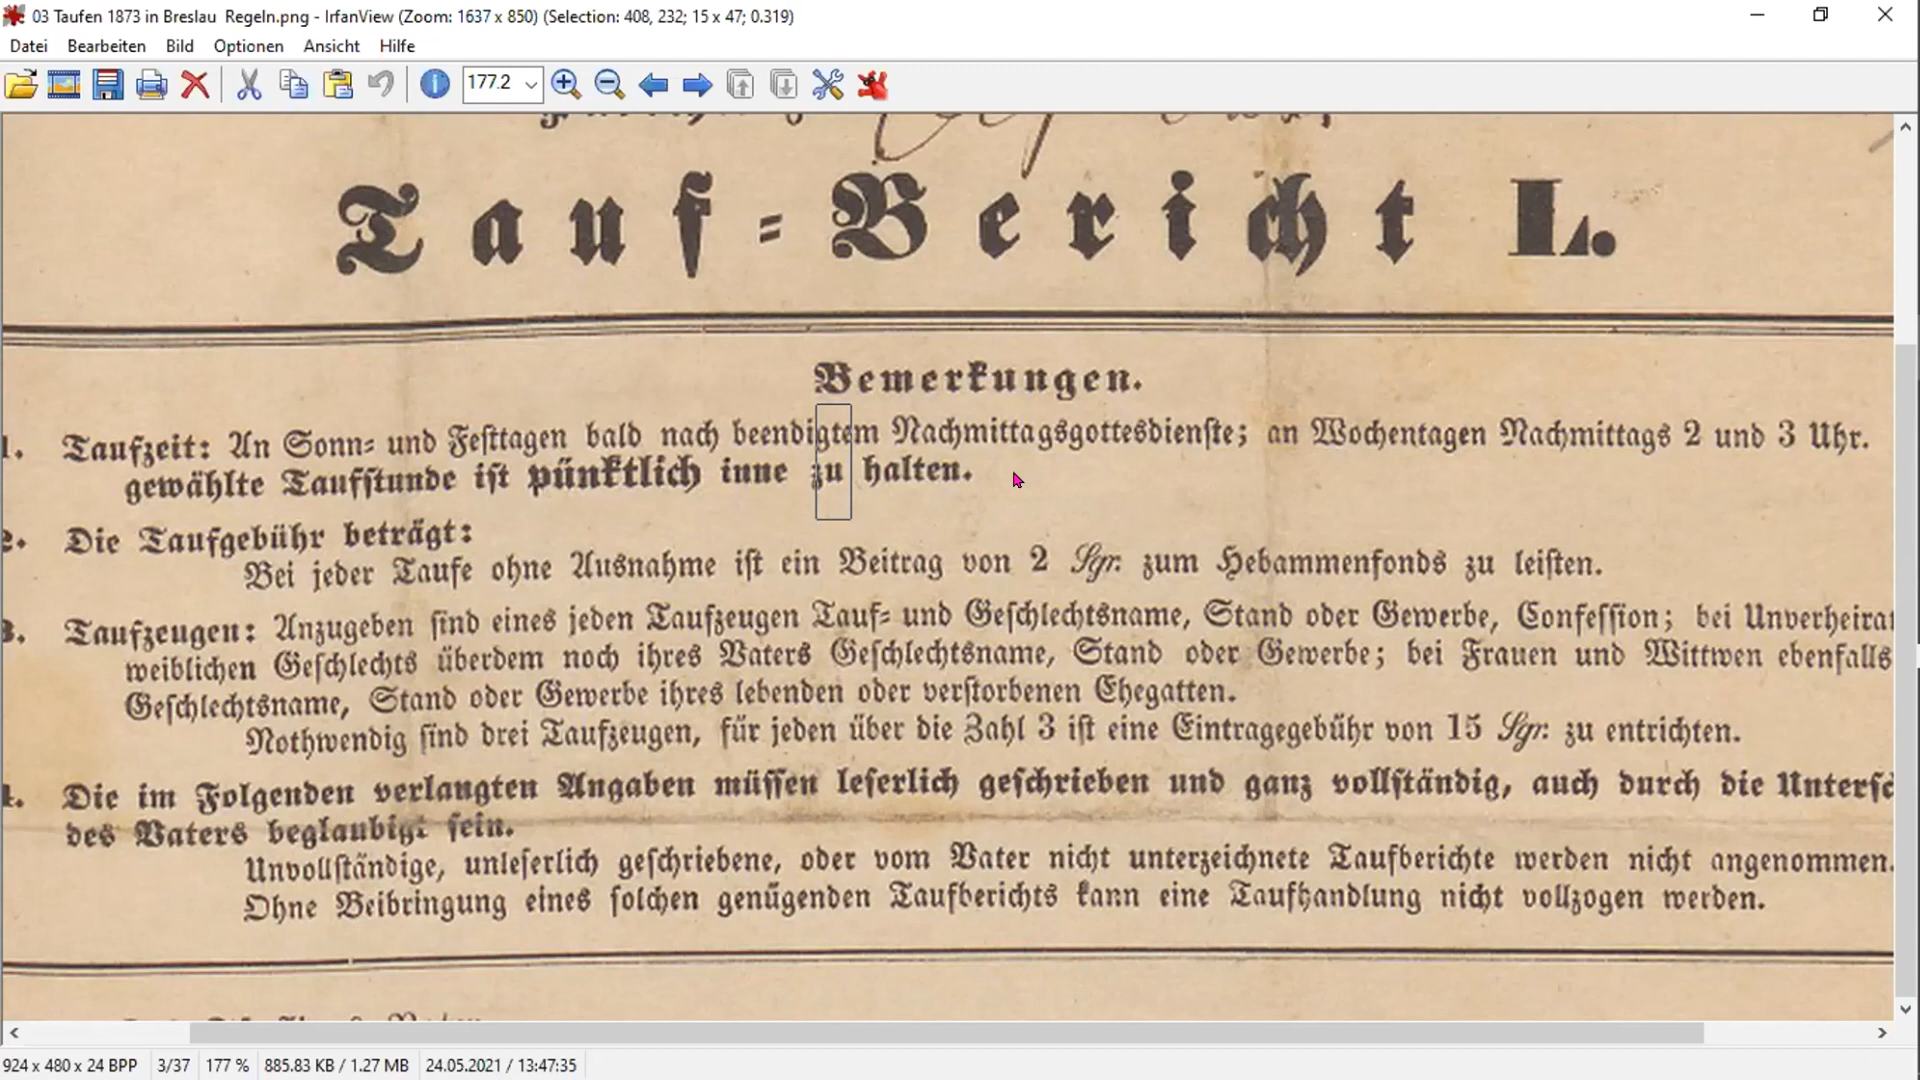 03 Taufen 1873 in Breslau  Regeln.png - IrfanView (Zoom: 1637 x 850) (Selection: 408, 232; 15 x 47; 0.319)
Datei Bearbeiten Bild Optionen Ansicht Hilfe
177.2
Tauf=Bericht I.
Bemerkungen.
1. Taufzeit: An Sonn= und Festtagen bald nach beendigtem Nachmittagsgottesdienste; an Wochentagen Nachmittags 2 und 3 Uhr.
gewählte Taufstunde ist pünktlich inne zu halten.
2. Die Taufgebühr beträgt:
Bei jeder Taufe ohne Ausnahme ist ein Beitrag von 2 Sgr. zum Hebammenfonds zu leisten.
3. Taufzeugen: Anzugeben sind eines jeden Taufzeugen Tauf= und Geschlechtsname, Stand oder Gewerbe, Confession; bei Unverheirat
weiblichen Geschlechts überdem noch ihres Vaters Geschlechtsname, Stand oder Gewerbe; bei Frauen und Wittwen ebenfalls
Geschlechtsname, Stand oder Gewerbe ihres lebenden oder verstorbenen Ehegatten.
Nothwendig sind drei Taufzeugen, für jeden über die Zahl 3 ist eine Eintragegebühr von 15 Sgr. zu entrichten.
4. Die im Folgenden verlangten Angaben müssen leserlich geschrieben und ganz vollständig, auch durch die Untersc
des Vaters beglaubigt sein.
Unvollständige, unleserlich geschriebene, oder vom Vater nicht unterzeichnete Taufberichte werden nicht angenommen.
Ohne Beibringung eines solchen genügenden Taufberichts kann eine Taufhandlung nicht vollzogen werden.
924 x 480 x 24 BPP 3/37 177 % 885.83 KB / 1.27 MB 24.05.2021 / 13:47:35